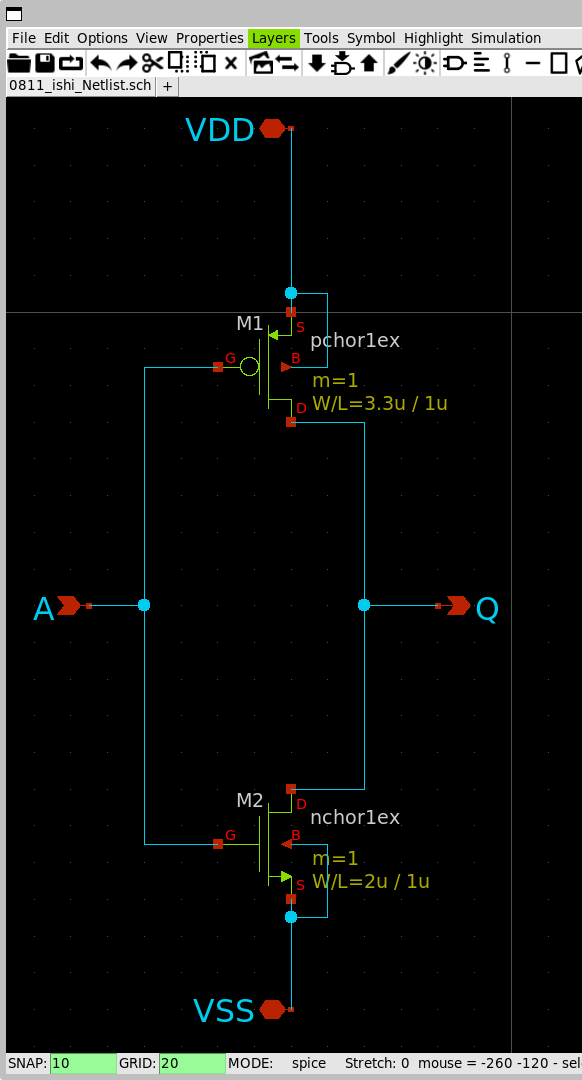 File Edit Options View Properties Layers Tools Symbol Highlight Simulation
0811_ishi_Netlist.sch +
VDD
M1
S
pchor1ex
G
B
m=1
W/L=3.3u / 1u
D
A
Q
M2
D
nchor1ex
G
B
m=1
S
W/L=2u / 1u
VSS
SNAP: 10 GRID: 20 MODE: spice Stretch: 0 mouse = -260 -120 - sel